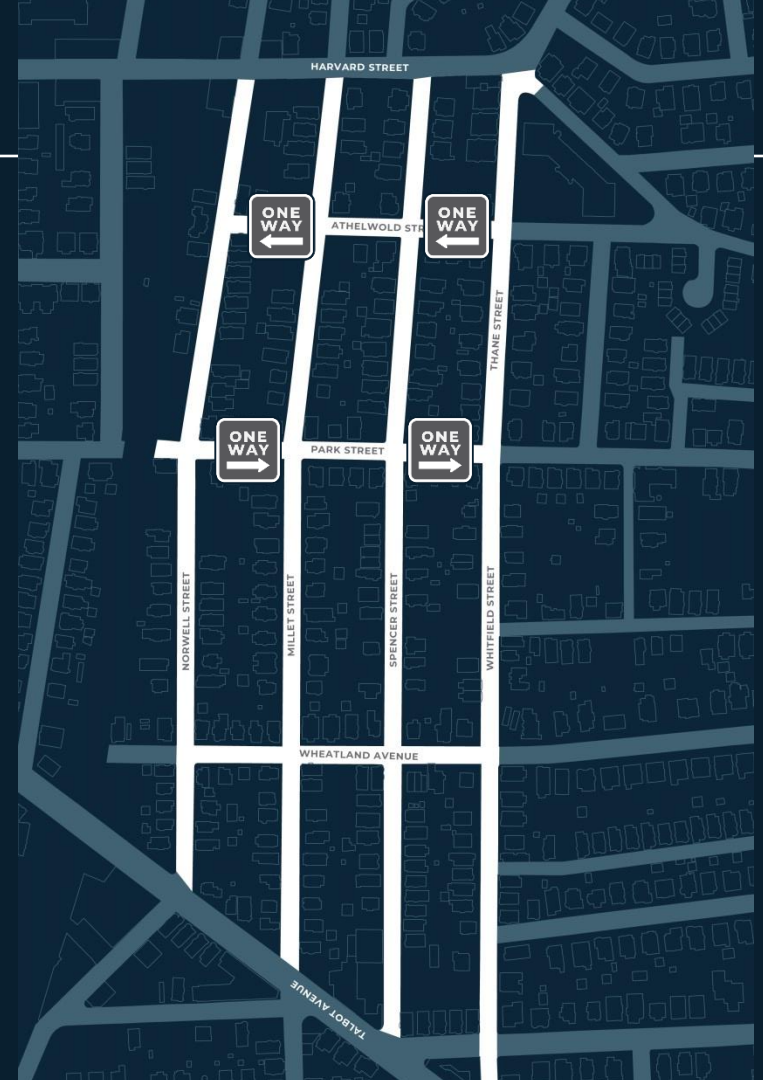 HARVARD STREET
ONE
WAY
ATHELWOLD STR
ONE
WAY
THANE STREET
ONE
WAY
PARK STREET
ONE
WAY
NORWELL STREET
MILLET STREET
SPENCER STREET
WHITFIELD STREET
WHEATLAND AVENUE
TALBOT AVENUE